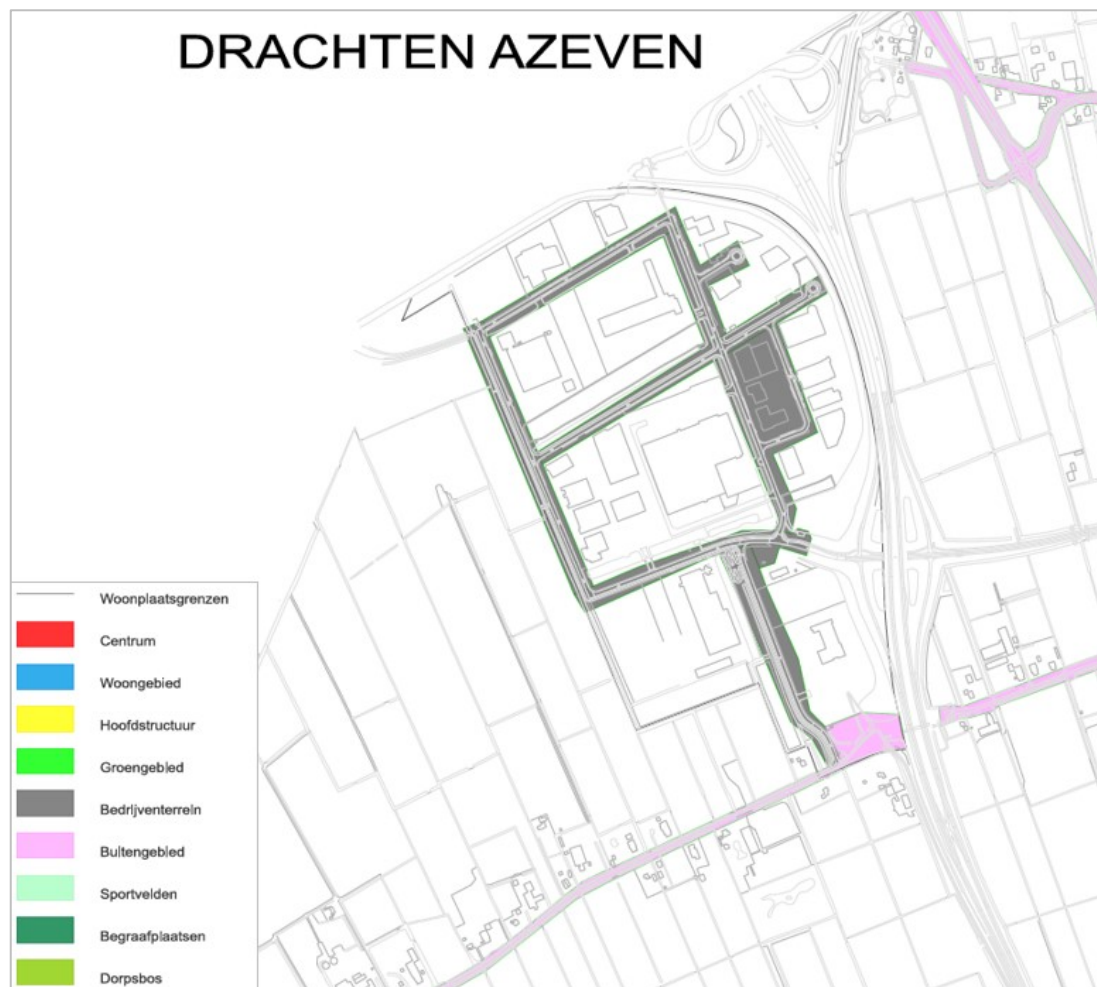 DRACHTEN AZEVEN
Woonplaatsgrenzen
Centrum
Woongebied
Hoofdstructuur
Groengebied
Bedrijventerrein
Buitengebied
Sportvelden
Begraafplaatsen
Dorpsbos